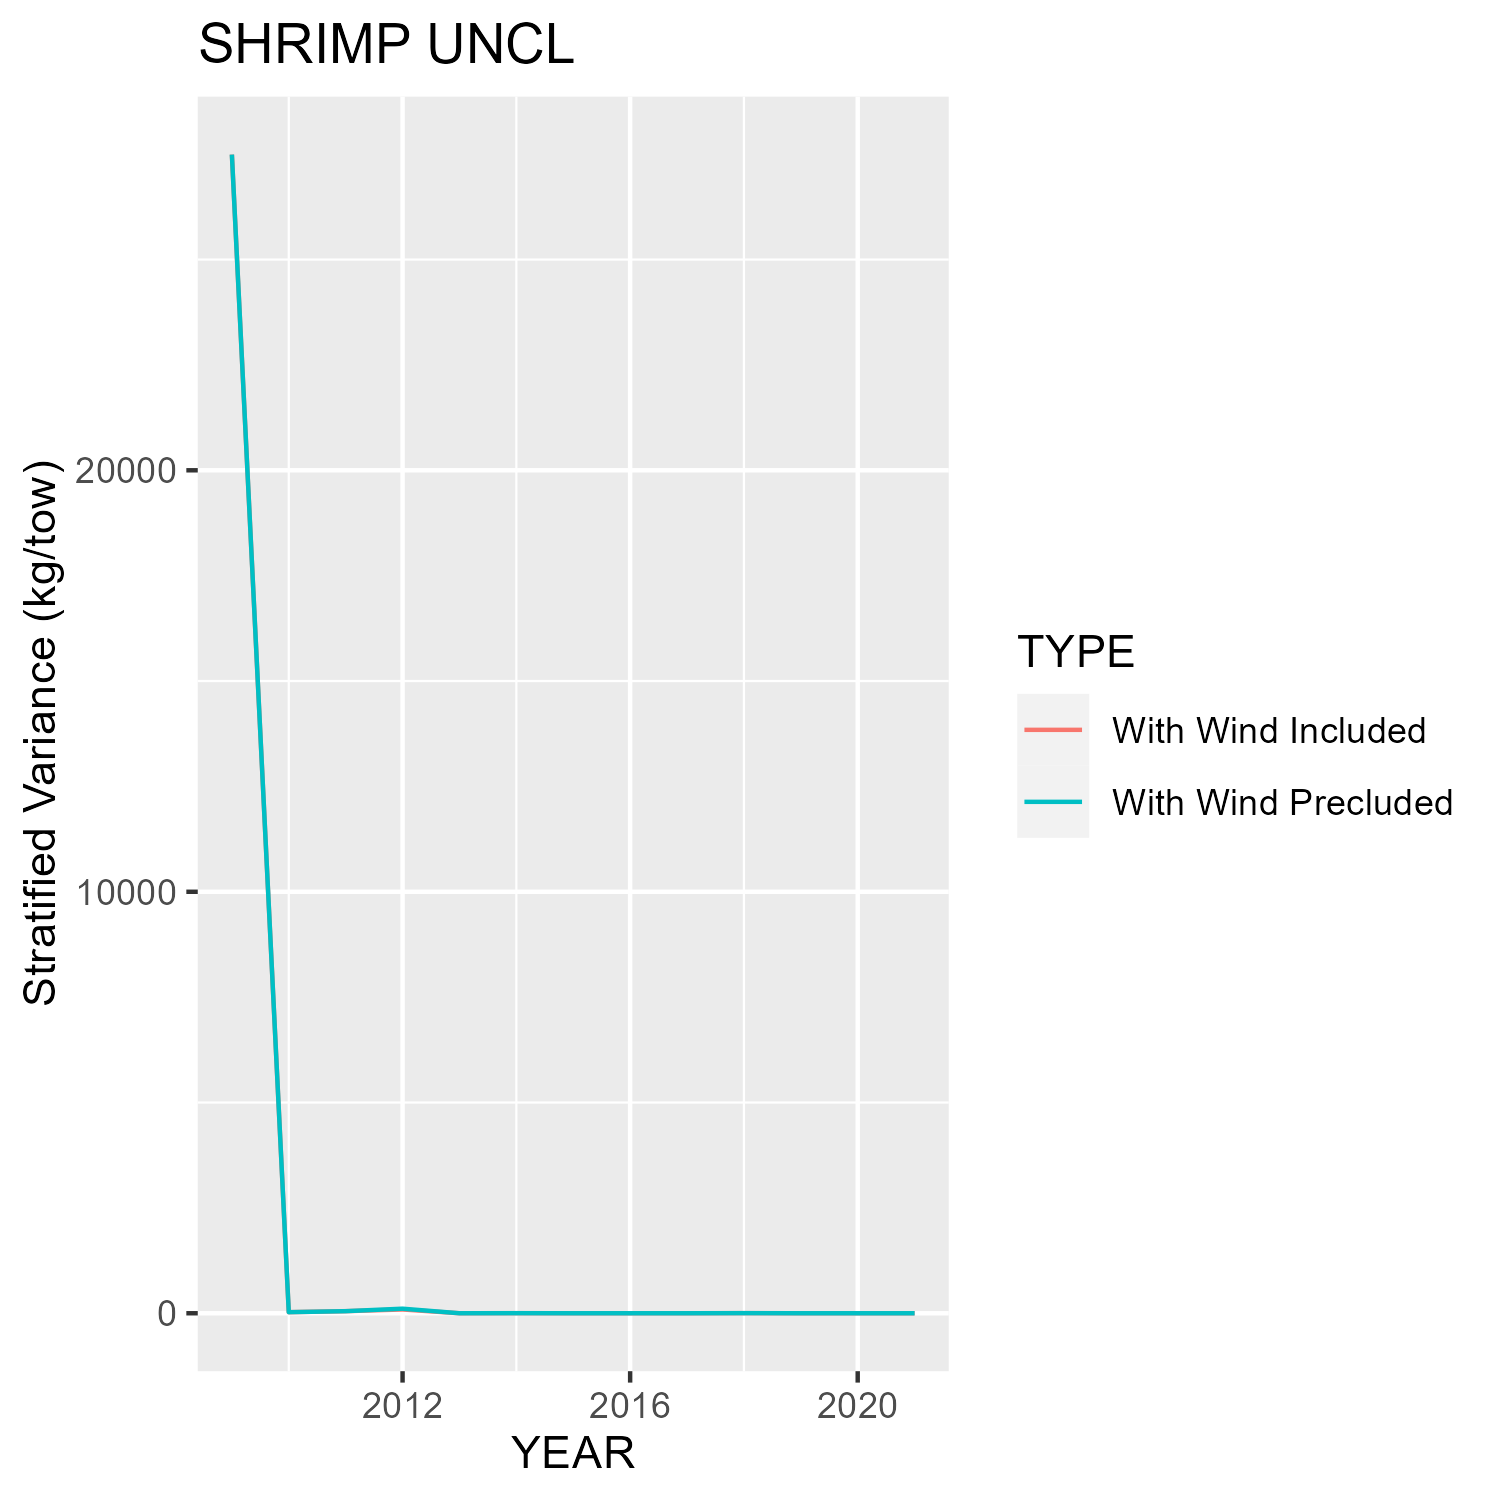 SHRIMP UNCL
Stratified Variance (kg/tow)
20000
10000
0
2012 2016 2020
YEAR
TYPE
With Wind Included
With Wind Precluded